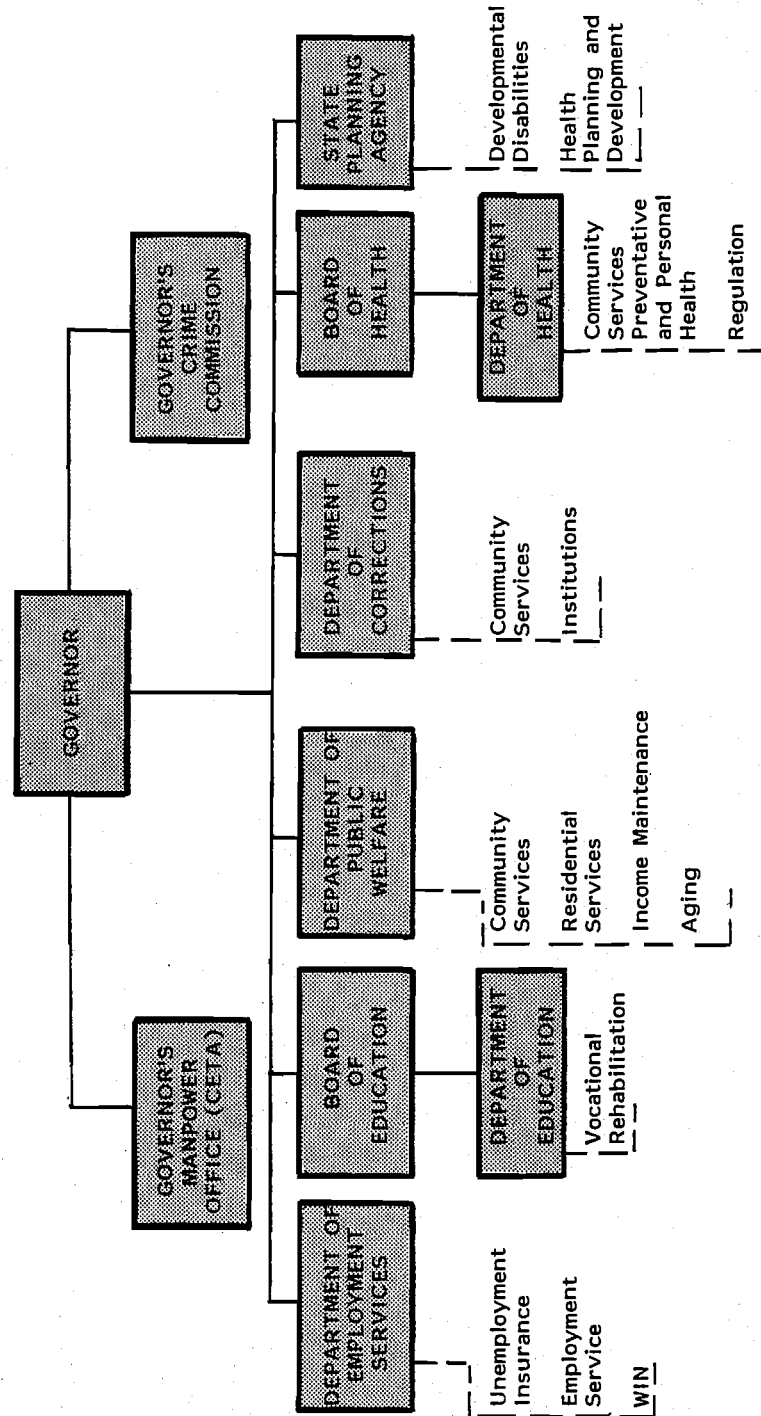 GOVERNOR
GOVERNOR'S
MANPOWER
OFFICE (CETA)
GOVERNOR'S
CRIME
COMMISSION
DEPARTMENT OF
EMPLOYMENT
SERVICES
BOARD
OF
EDUCATION
DEPARTMENT OF
PUBLIC
WELFARE
DEPARTMENT
OF
CORRECTIONS
BOARD
OF
HEALTH
STATE
PLANNING
AGENCY
Unemployment
Insurance
Employment
Service
WIN
DEPARTMENT
OF
EDUCATION
Vocational
Rehabilitation
Community
Services
Residential
Services
Income Maintenance
Aging
Community
Services
Institutions
DEPARTMENT
OF
HEALTH
Community
Services
Preventative
and Personal
Health
Regulation
Developmental
Disabilities
Health
Planning and
Development